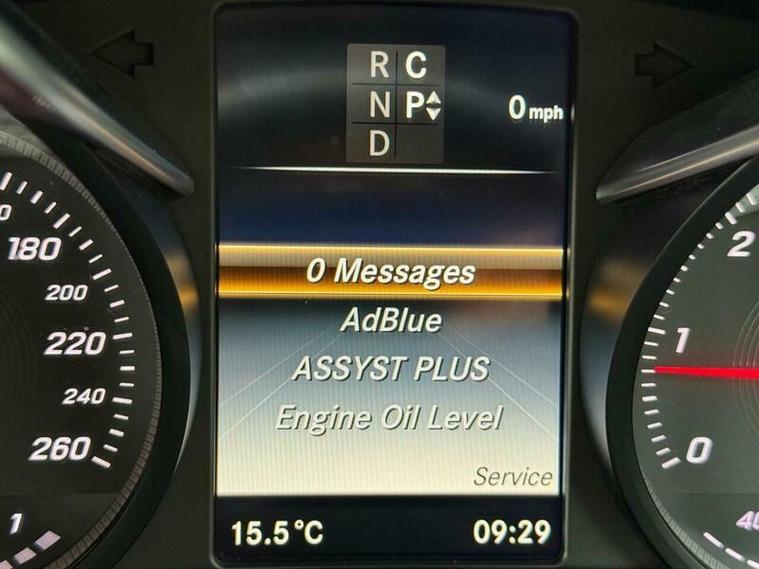 R C
N P
D
0 mph
180
200
220
240
260
1
0 Messages
AdBlue
ASSYST PLUS
Engine Oil Level
Service
15.5°C
09:29
2
1
0